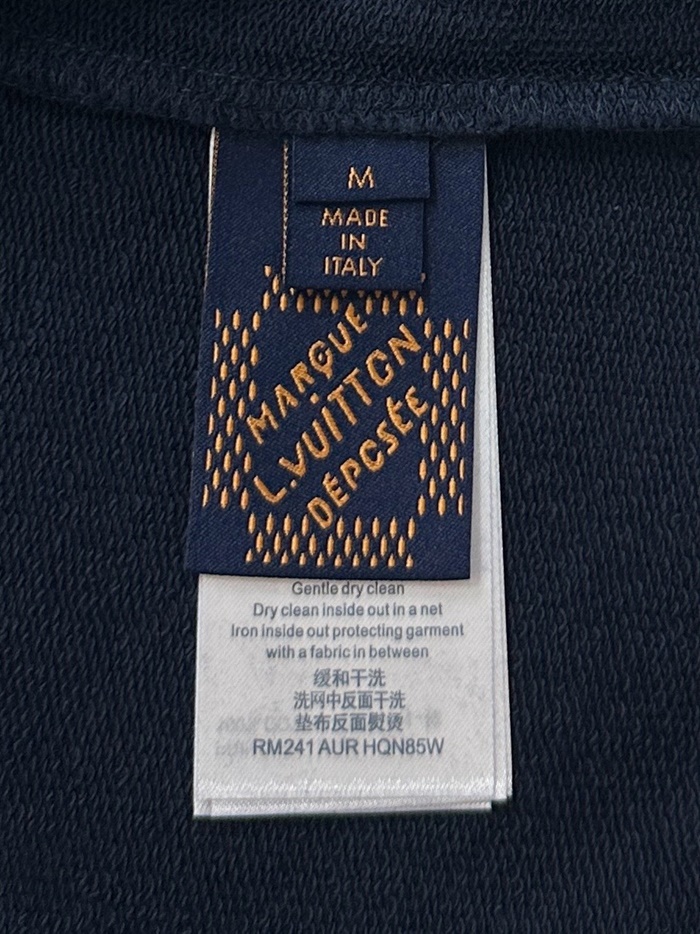 M
MADE
IN
ITALY
MARQUE
L.VUITTON
DÉPOSÉE
Gentle dry clean
Dry clean inside out in a net
Iron inside out protecting garment
with a fabric in between
缓和干洗
洗网中反面干洗
垫布反面熨烫
RM241 AUR HQN85W